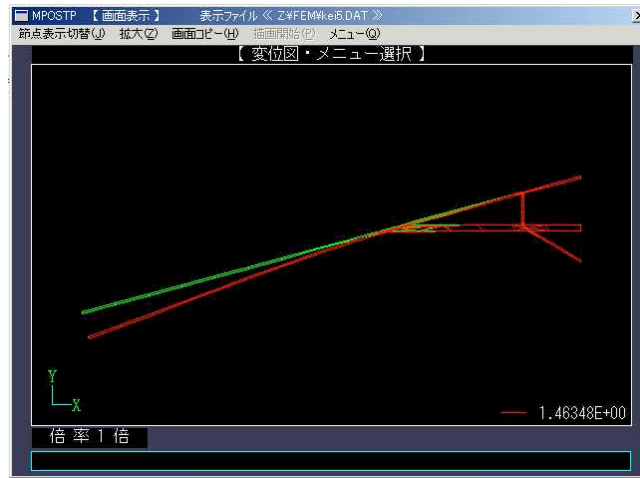 MPOSTP 【 画面表示 】 表示ファイル ≪ Z¥FEM¥kei5.DAT ≫
節点表示切替(J) 拡大(Z) 画面コピー(H) 描画開始(P) メニュー(Q)
【 変位図・メニュー選択 】
Y
X
1.46348E+00
倍 率 1 倍